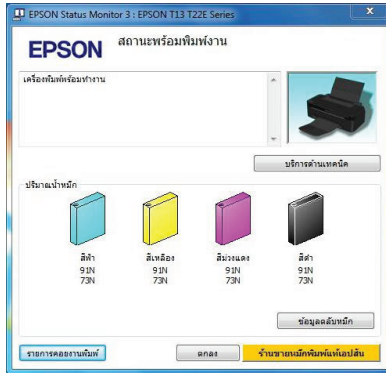 EPSON Status Monitor 3 : EPSON T13 T22E Series
EPSON
สถานะพร้อมพิมพ์งาน
เครื่องพิมพ์พร้อมทำงาน
บริการด้านเทคนิค
ปริมาณน้ำหมึก
สีฟ้า สีเหลือง สีม่วงแดง สีดำ
91N 91N 91N 91N
73N 73N 73N 73N
ข้อมูลตลับหมึก
รายการคอยงานพิมพ์ ตกลง ร้านขายหมึกพิมพ์แท้เอปสัน